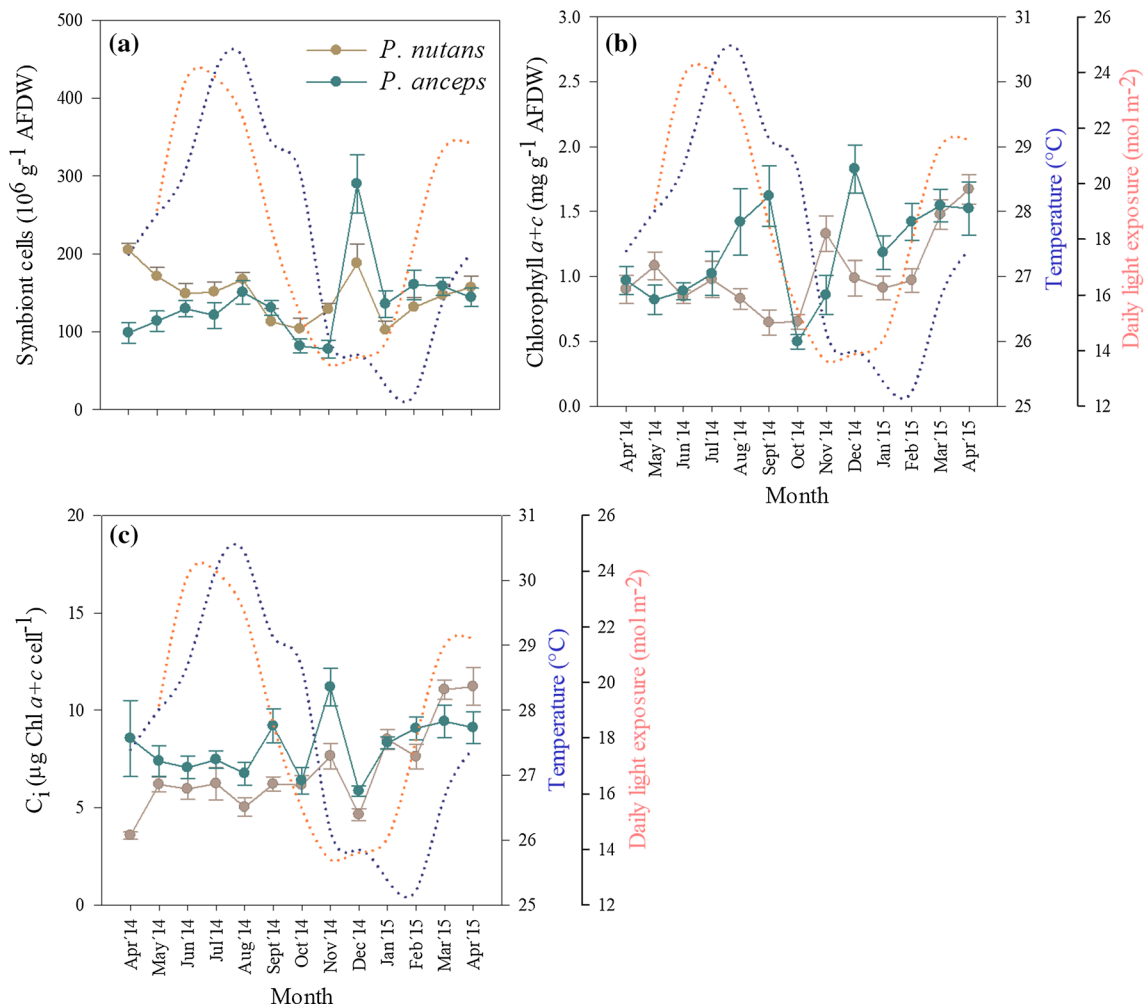 (a)
P. nutans
P. anceps
Symbiont cells (10⁶ g⁻¹ AFDW)
500
400
300
200
100
0
(b)
Chlorophyll a+c (mg g⁻¹ AFDW)
3.0
2.5
2.0
1.5
1.0
0.5
0.0
31
30
29
28
27
26
25
Temperature (°C)
26
24
22
20
18
16
14
12
Daily light exposure (mol m-2)
Apr´14
May´14
Jun´14
Jul´14
Aug´14
Sept´14
Oct´14
Nov´14
Dec´14
Jan´15
Feb´15
Mar´15
Apr´15
Month
(c)
Cᵢ (µg Chl a+c cell⁻¹)
20
15
10
5
0
31
30
29
28
27
26
25
Temperature (°C)
26
24
22
20
18
16
14
12
Daily light exposure (mol m-2)
Apr´14
May´14
Jun´14
Jul´14
Aug´14
Sept´14
Oct´14
Nov´14
Dec´14
Jan´15
Feb´15
Mar´15
Apr´15
Month